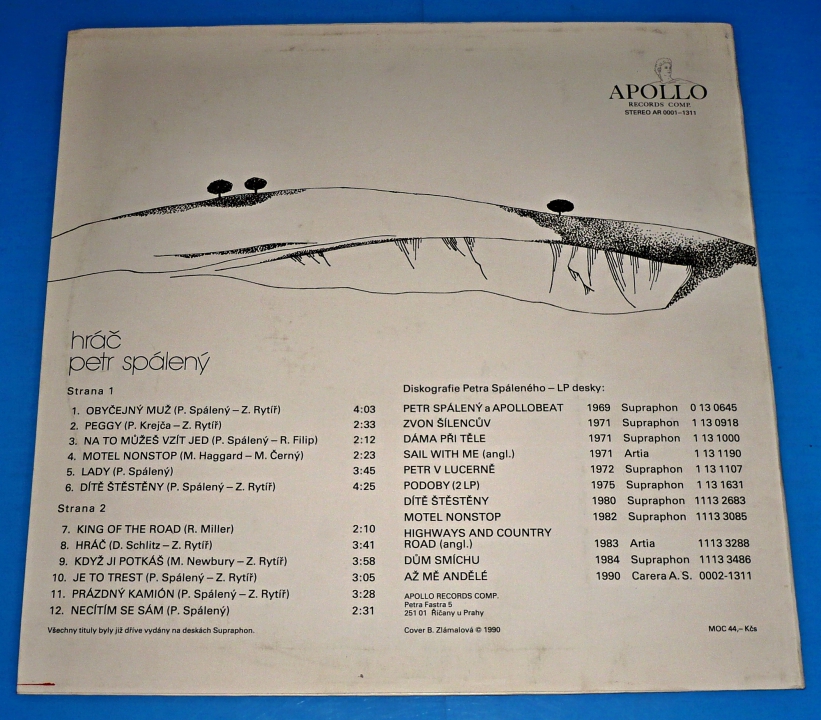 APOLLO
RECORDS COMP.
STEREO AR 0001–1311
hráč
petr spálený
Strana 1
1. OBYČEJNÝ MUŽ (P. Spálený – Z. Rytíř) 4:03
2. PEGGY (P. Krejča – Z. Rytíř) 2:33
3. NA TO MŮŽEŠ VZÍT JED (P. Spálený – R. Filip) 2:12
4. MOTEL NONSTOP (M. Haggard – M. Černý) 2:23
5. LADY (P. Spálený) 3:45
6. DÍTĚ ŠTĚSTĚNY (P. Spálený – Z. Rytíř) 4:25
Strana 2
7. KING OF THE ROAD (R. Miller) 2:10
8. HRÁČ (D. Schlitz – Z. Rytíř) 3:41
9. KDYŽ JI POTKÁŠ (M. Newbury – Z. Rytíř) 3:58
10. JE TO TREST (P. Spálený – Z. Rytíř) 3:05
11. PRÁZDNÝ KAMIÓN (P. Spálený – Z. Rytíř) 3:28
12. NECÍTÍM SE SÁM (P. Spálený) 2:31
Všechny tituly byly již dříve vydány na deskách Supraphon.
Diskografie Petra Spáleného – LP desky:
PETR SPÁLENÝ a APOLLOBEAT 1969 Supraphon 0 13 0645
ZVON ŠÍLENCŮV 1971 Supraphon 1 13 0918
DÁMA PŘI TĚLE 1971 Supraphon 1 13 1000
SAIL WITH ME (angl.) 1971 Artia 1 13 1190
PETR V LUCERNĚ 1972 Supraphon 1 13 1107
PODOBY (2 LP) 1975 Supraphon 1 13 1631
DÍTĚ ŠTĚSTĚNY 1980 Supraphon 1113 2683
MOTEL NONSTOP 1982 Supraphon 1113 3085
HIGHWAYS AND COUNTRY
ROAD (angl.) 1983 Artia 1113 3288
DŮM SMÍCHU 1984 Supraphon 1113 3486
AŽ MĚ ANDĚLÉ 1990 Carera A. S. 0002-1311
APOLLO RECORDS COMP.
Petra Fastra 5
251 01 Říčany u Prahy
Cover B. Zlámalová © 1990
MOC 44,– Kčs